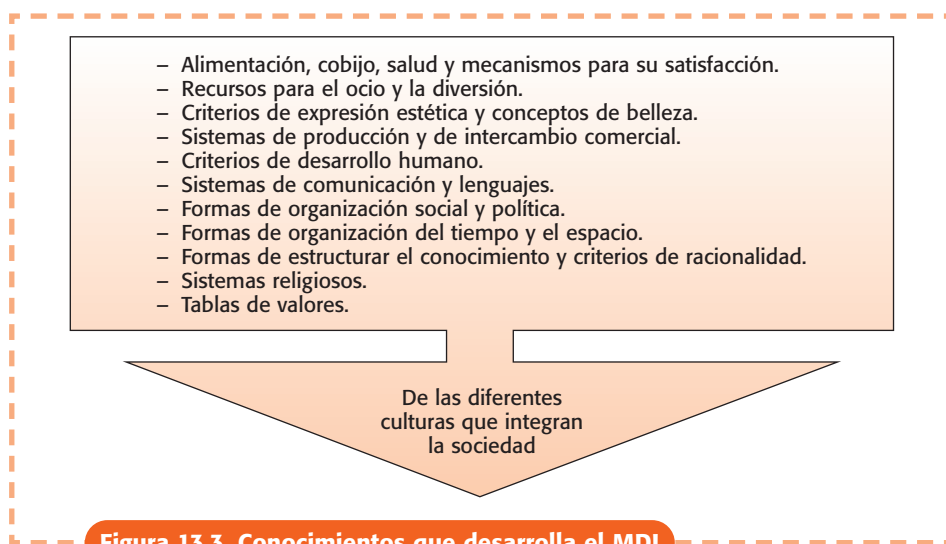 – Alimentación, cobijo, salud y mecanismos para su satisfacción.
– Recursos para el ocio y la diversión.
– Criterios de expresión estética y conceptos de belleza.
– Sistemas de producción y de intercambio comercial.
– Criterios de desarrollo humano.
– Sistemas de comunicación y lenguajes.
– Formas de organización social y política.
– Formas de organización del tiempo y el espacio.
– Formas de estructurar el conocimiento y criterios de racionalidad.
– Sistemas religiosos.
– Tablas de valores.
De las diferentes
culturas que integran
la sociedad
Figura 13.3. Conocimientos que desarrolla el MDI